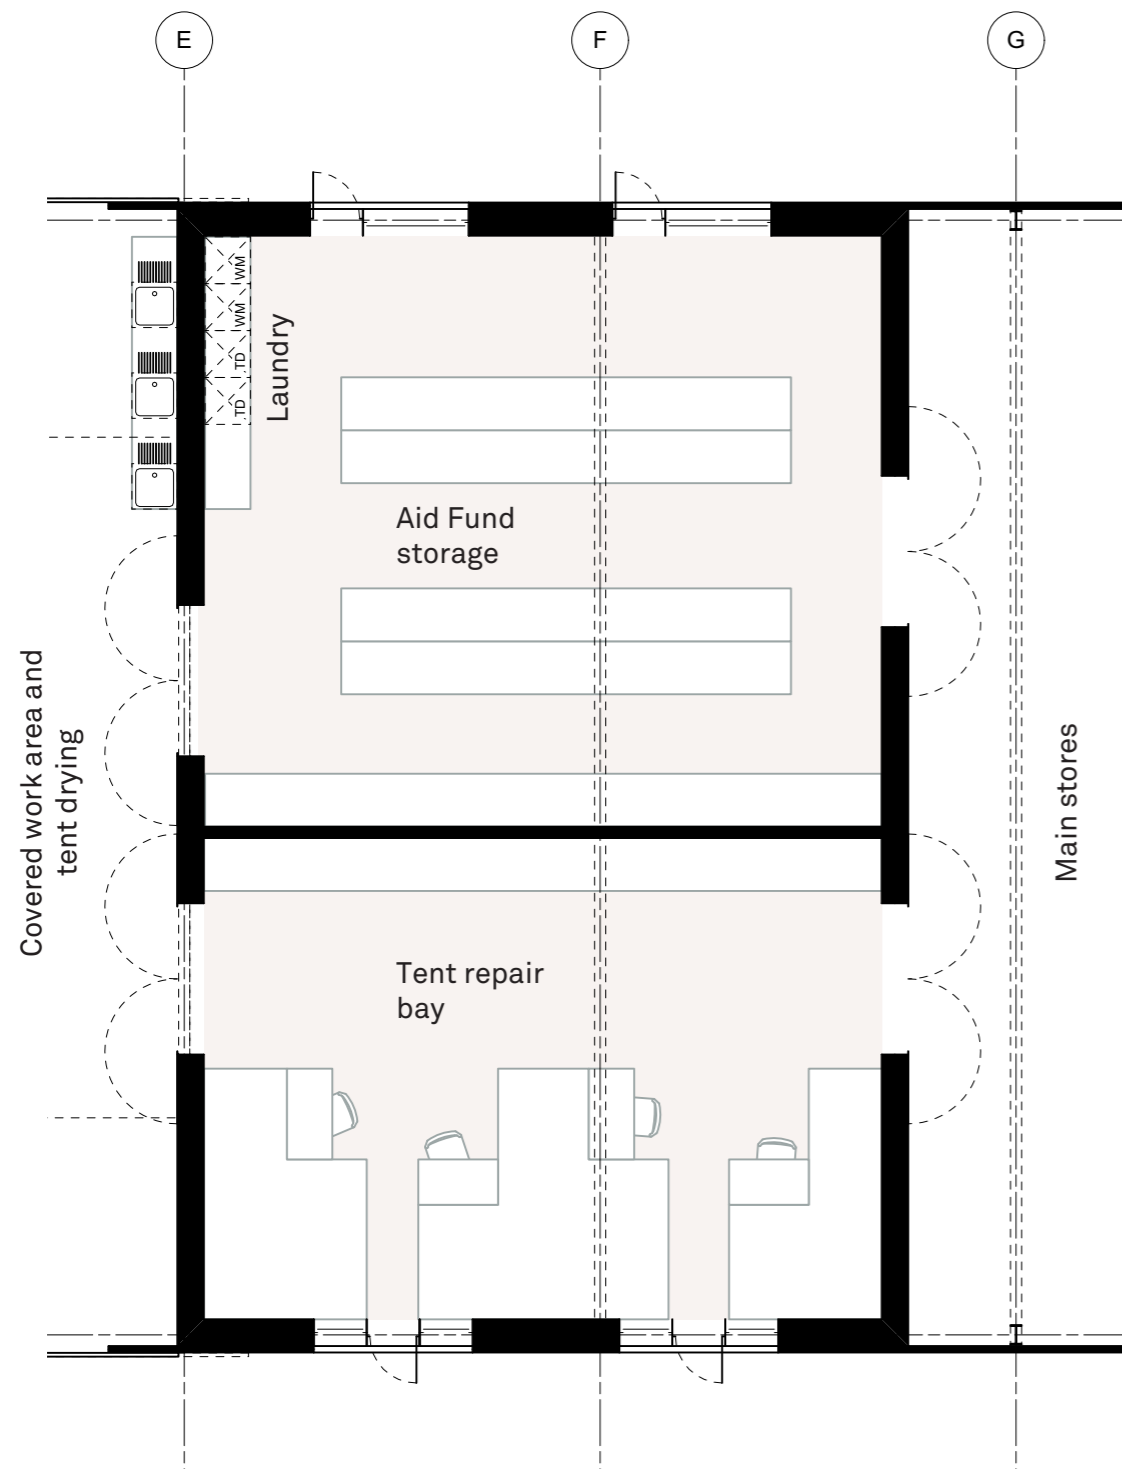 E
F
G
WM
WM
TD
TD
Laundry
Aid Fund
storage
Covered work area and
tent drying
Main stores
Tent repair
bay